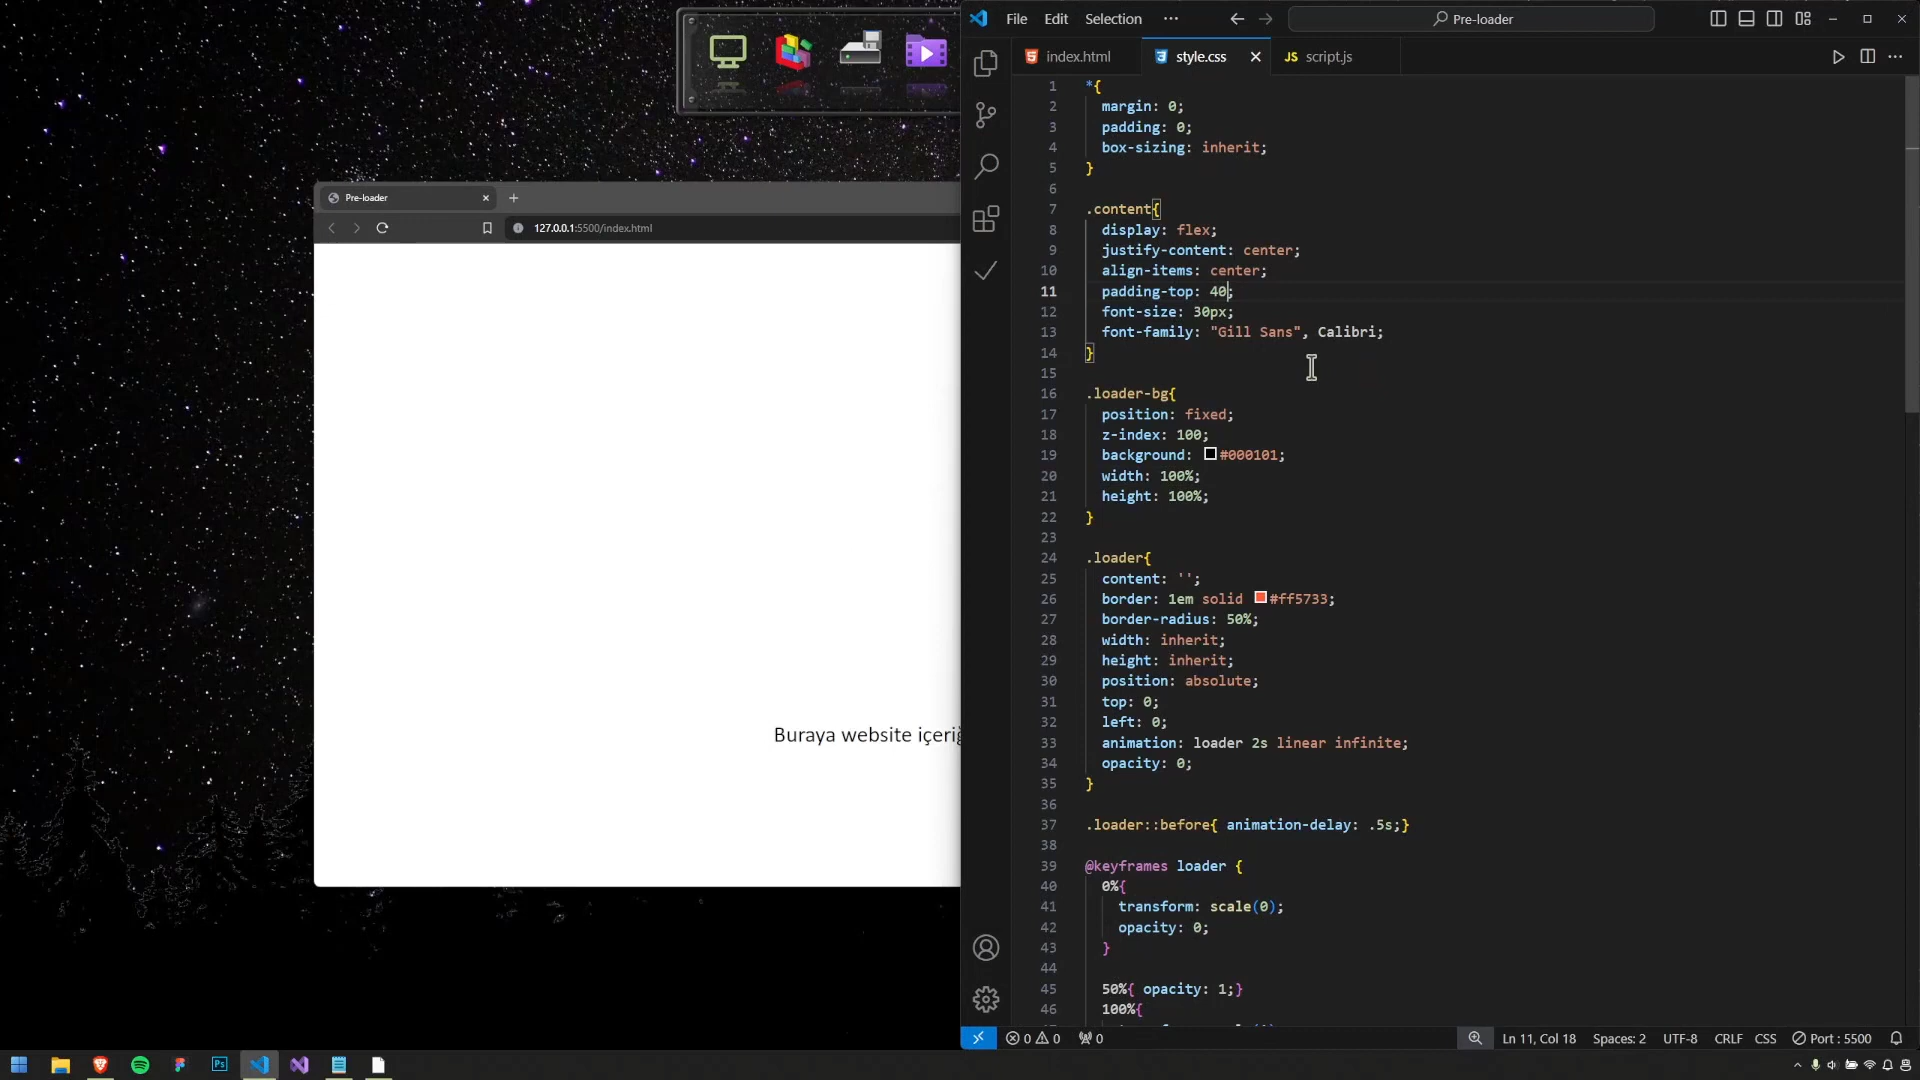 Pre-loader
127.0.0.1:5500/index.html
Buraya website içeriğ
File Edit Selection ···
Pre-loader
index.html
style.css
JS script.js
1 *{
2 margin: 0;
3 padding: 0;
4 box-sizing: inherit;
5 }
6
7 .content{
8 display: flex;
9 justify-content: center;
10 align-items: center;
11 padding-top: 40;
12 font-size: 30px;
13 font-family: "Gill Sans", Calibri;
14 }
15
16 .loader-bg{
17 position: fixed;
18 z-index: 100;
19 background: #000101;
20 width: 100%;
21 height: 100%;
22 }
23
24 .loader{
25 content: '';
26 border: 1em solid #ff5733;
27 border-radius: 50%;
28 width: inherit;
29 height: inherit;
30 position: absolute;
31 top: 0;
32 left: 0;
33 animation: loader 2s linear infinite;
34 opacity: 0;
35 }
36
37 .loader::before{ animation-delay: .5s;}
38
39 @keyframes loader {
40 0%{
41 transform: scale(0);
42 opacity: 0;
43 }
44
45 50%{ opacity: 1;}
46 100%{
0 0 0 Ln 11, Col 18 Spaces: 2 UTF-8 CRLF CSS Port : 5500
Ps